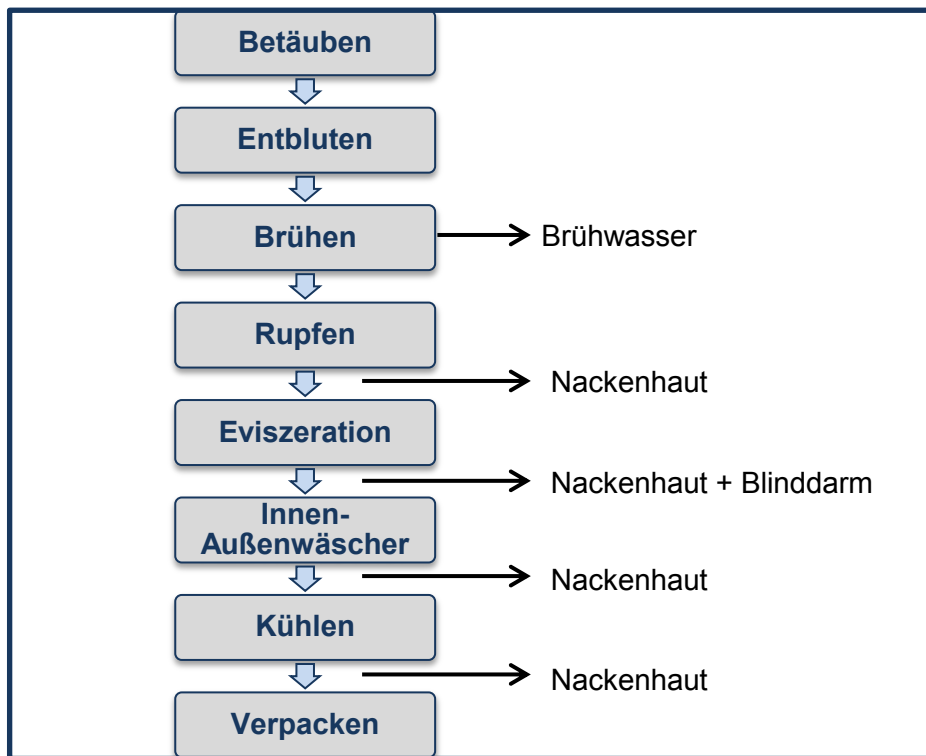 Betäuben
Entbluten
Brühen
Brühwasser
Rupfen
Nackenhaut
Eviszeration
Nackenhaut + Blinddarm
Innen-
Außenwäscher
Nackenhaut
Kühlen
Nackenhaut
Verpacken